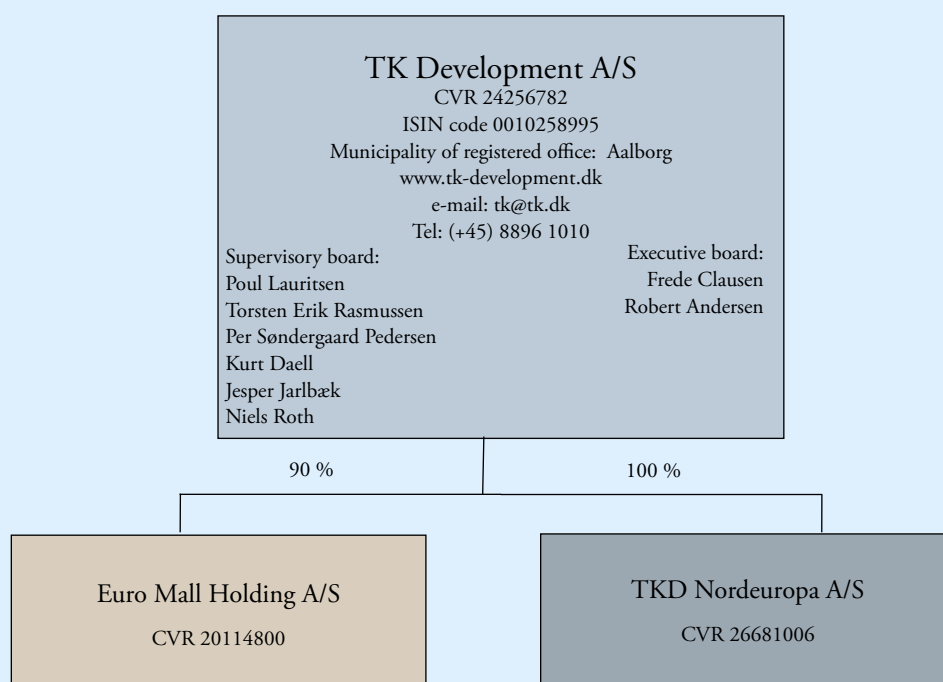 TK Development A/S
CVR 24256782
ISIN code 0010258995
Municipality of registered office: Aalborg
www.tk-development.dk
e-mail: tk@tk.dk
Tel: (+45) 8896 1010
Supervisory board:
Poul Lauritsen
Torsten Erik Rasmussen
Per Søndergaard Pedersen
Kurt Daell
Jesper Jarlbæk
Niels Roth
Executive board:
Frede Clausen
Robert Andersen
90 %
100 %
Euro Mall Holding A/S
CVR 20114800
TKD Nordeuropa A/S
CVR 26681006